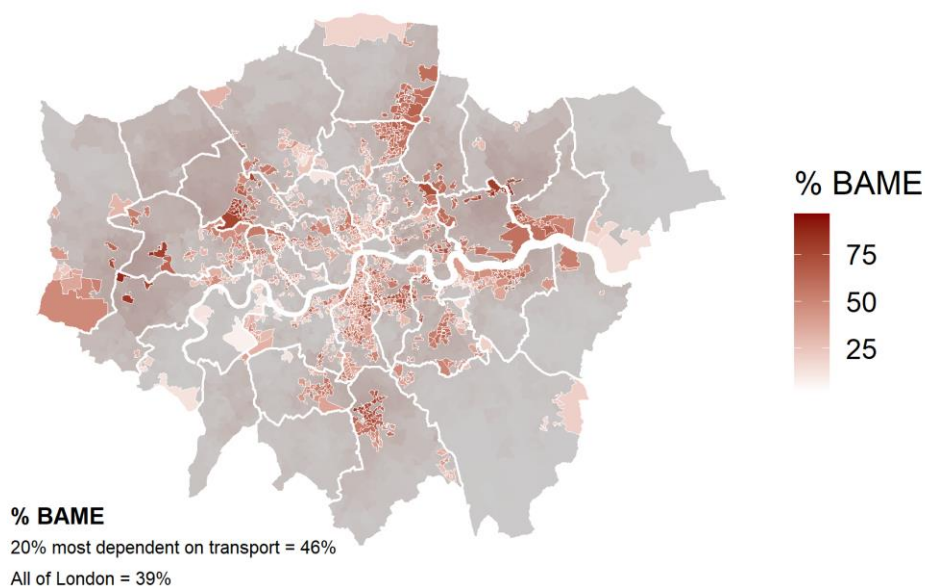 % BAME
75
50
25
% BAME
20% most dependent on transport = 46%
All of London = 39%